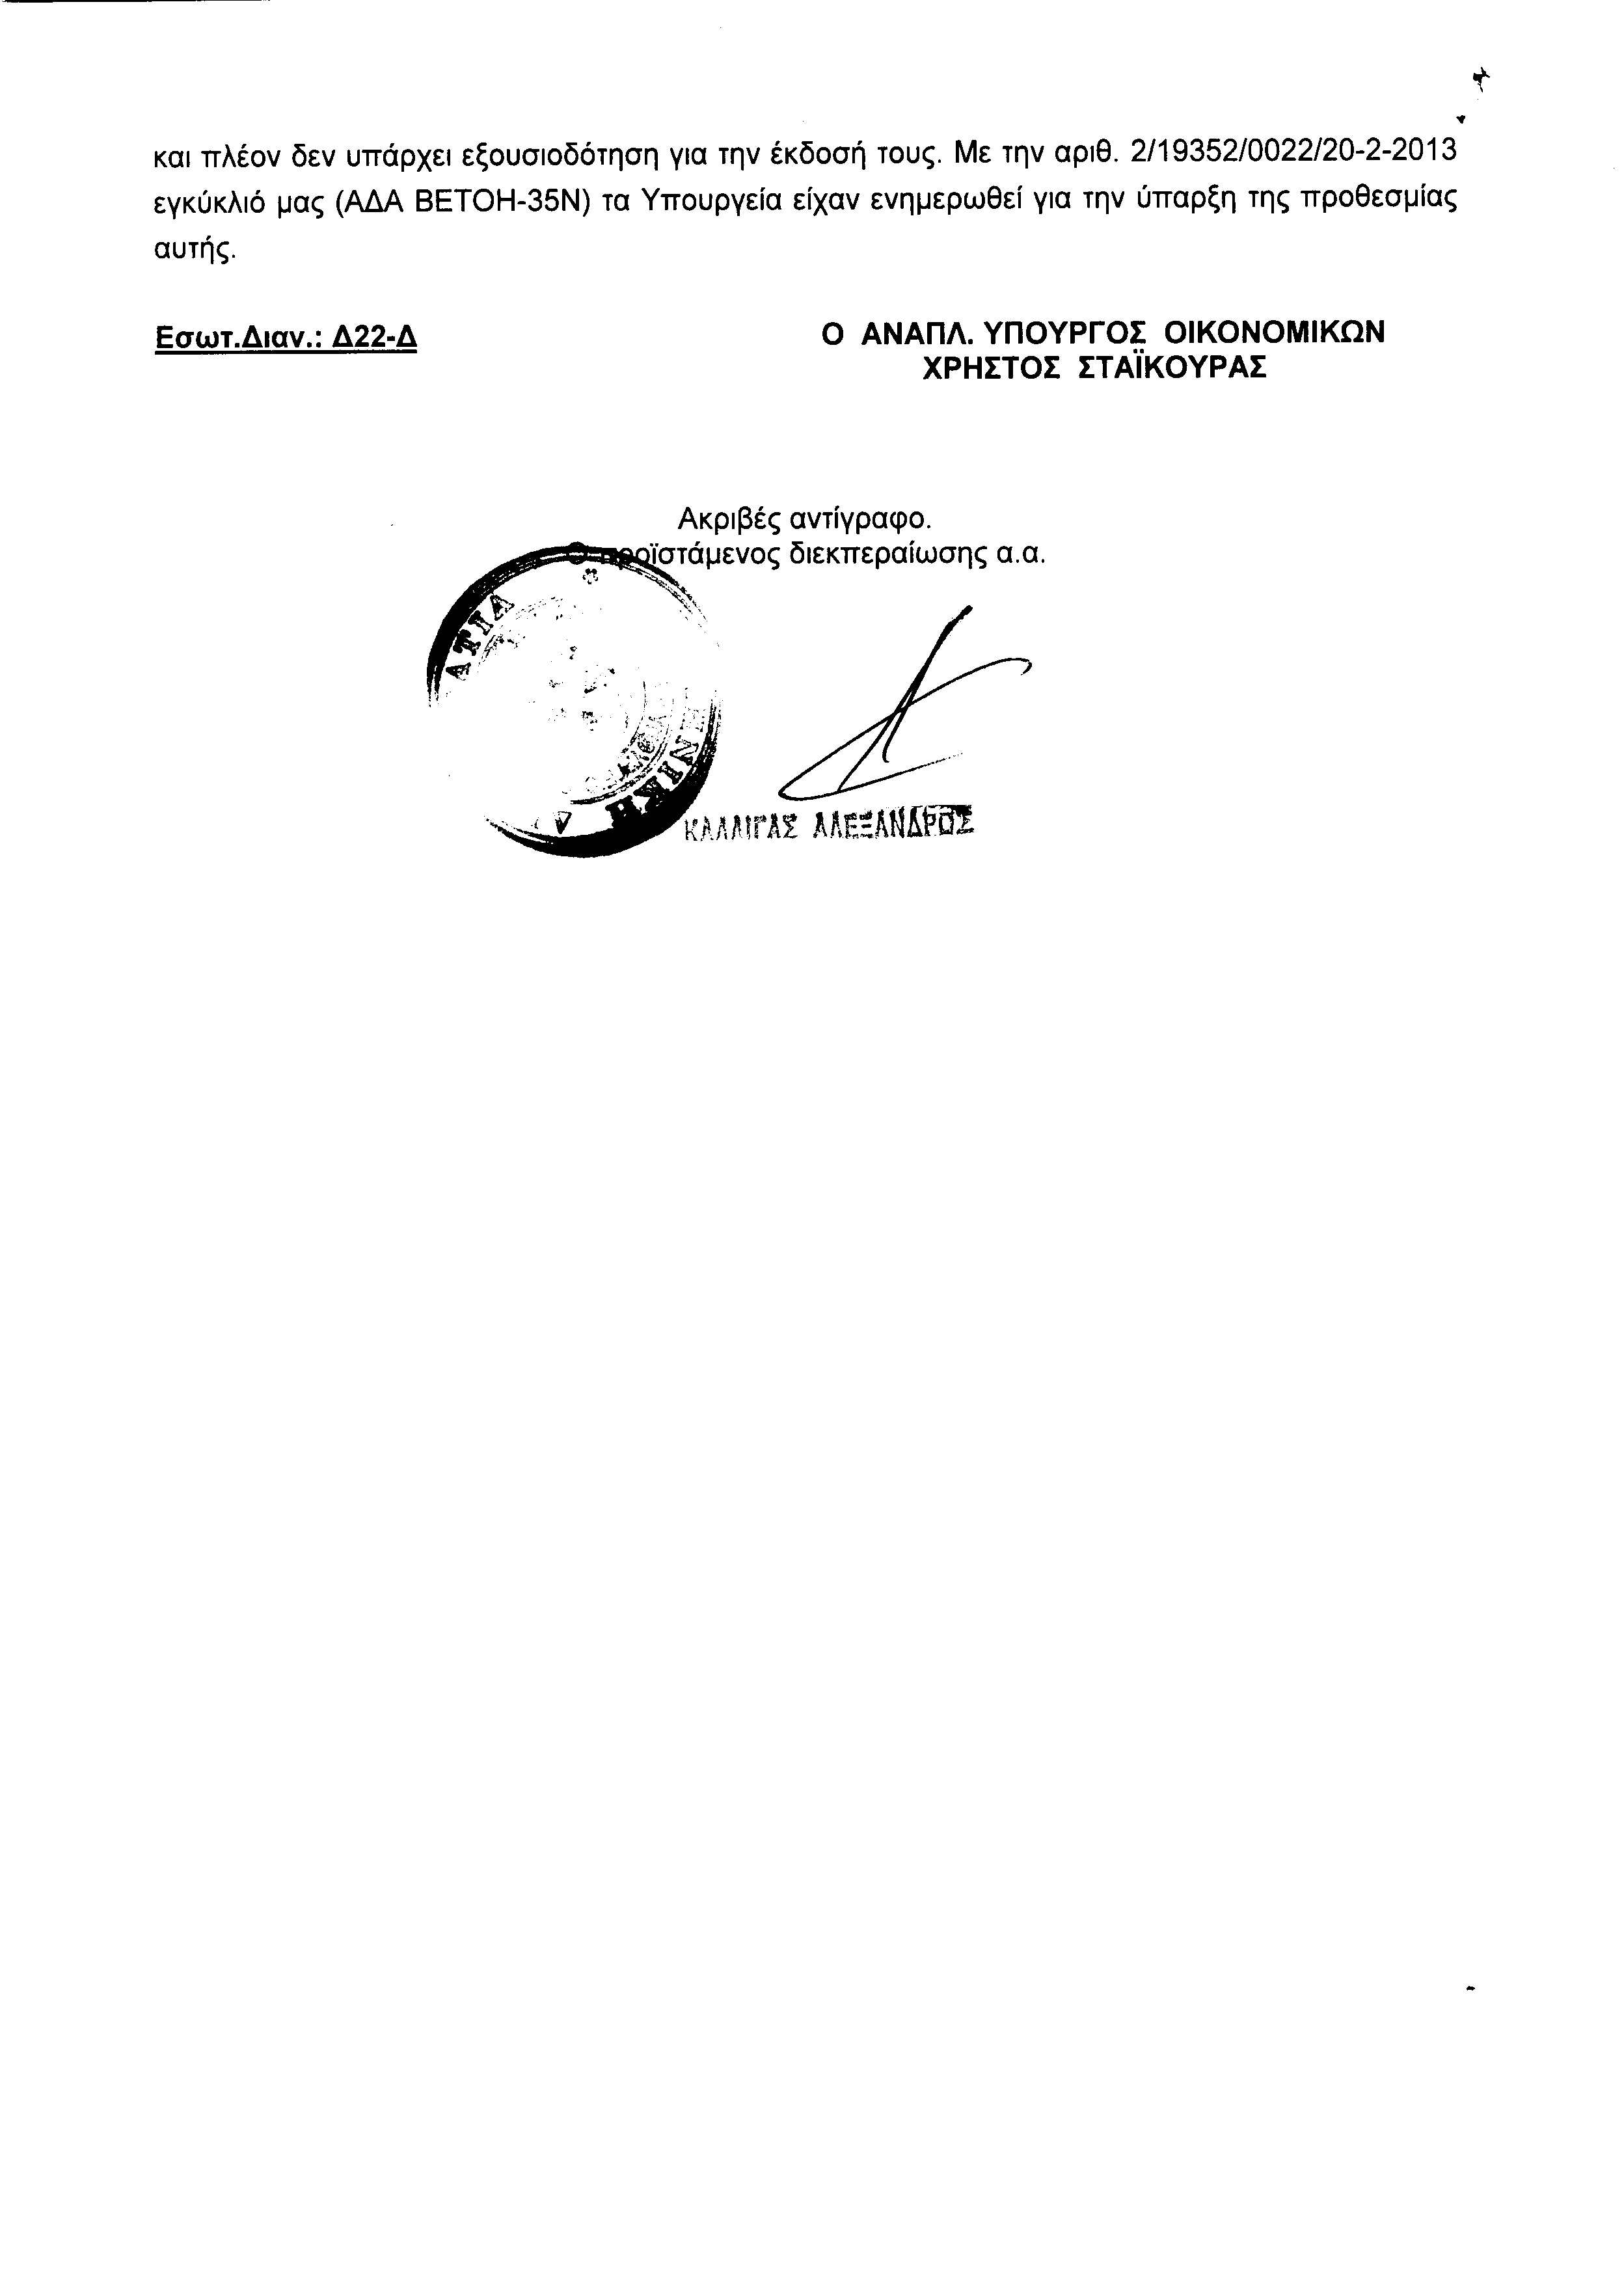 και πλέον δεν υπάρχει εξουσιοδότηση για την έκδοσή τους. Με την αριθ. 2/19352/0022/20-2-2013
εγκύκλιό μας (ΑΔΑ ΒΕΤΟΗ-35Ν) τα Υπουργεία είχαν ενημερωθεί για την ύπαρξη της προθεσμίας
αυτής.
Εσωτ.Διαν.: Δ22-Δ
Ο ΑΝΑΠΛ. ΥΠΟΥΡΓΟΣ ΟΙΚΟΝΟΜΙΚΩΝ
ΧΡΗΣΤΟΣ ΣΤΑΪΚΟΥΡΑΣ
Ακριβές αντίγραφο.
Ο προϊστάμενος διεκπεραίωσης α.α.
ΚΑΛΛΙΓΑΣ ΑΛΕΞΑΝΔΡΟΣ